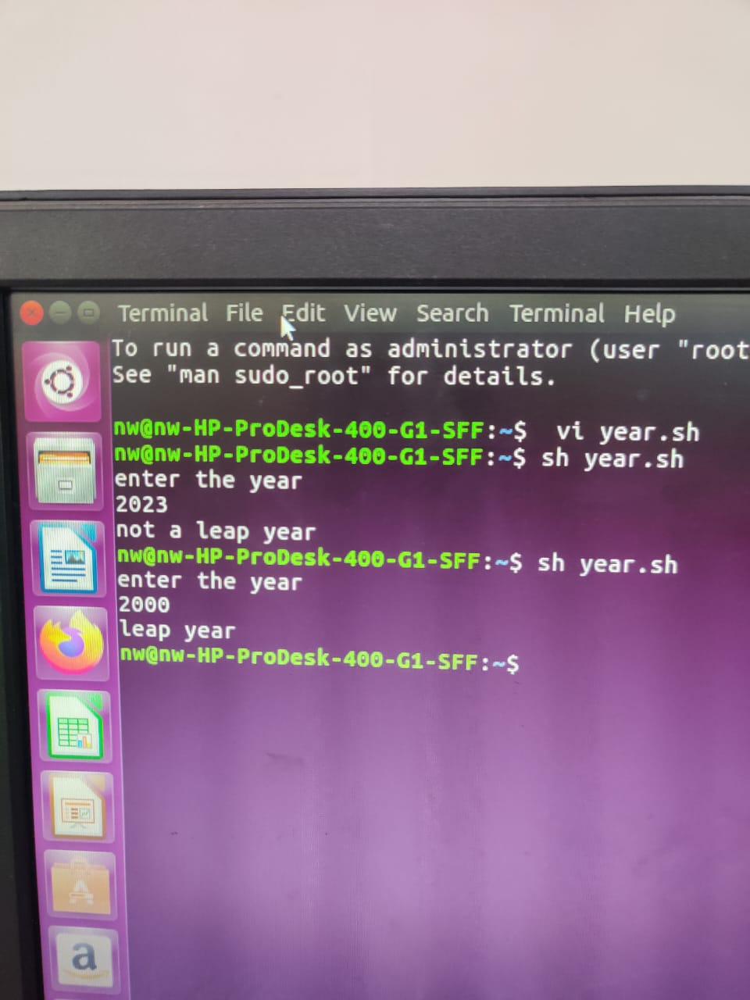 Terminal File Edit View Search Terminal Help
To run a command as administrator (user "root
See "man sudo_root" for details.
nw@nw-HP-ProDesk-400-G1-SFF:~$  vi year.sh
nw@nw-HP-ProDesk-400-G1-SFF:~$ sh year.sh
enter the year
2023
not a leap year
nw@nw-HP-ProDesk-400-G1-SFF:~$ sh year.sh
enter the year
2000
leap year
nw@nw-HP-ProDesk-400-G1-SFF:~$
a